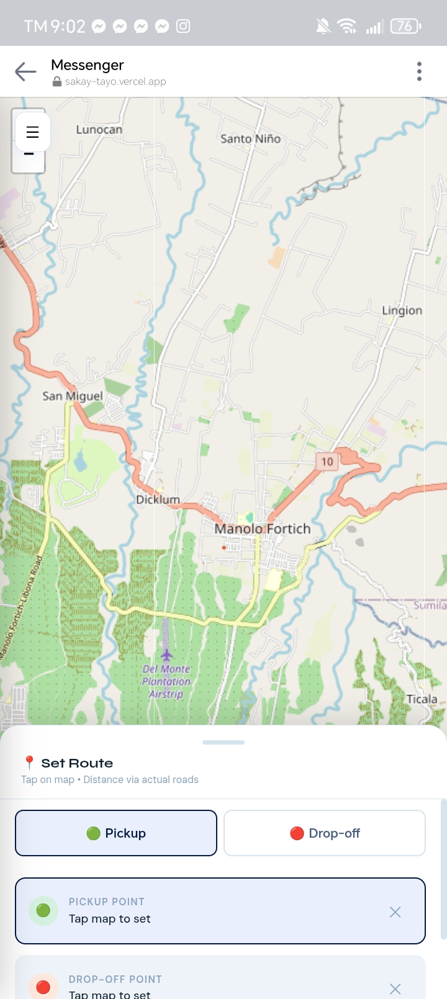 TM 9:02
76
Messenger
sakay-tayo.vercel.app
Lunocan
Santo Niño
Lingion
San Miguel
10
Dicklum
Manolo Fortich
Manolo Fortich-Libona Road
Sumila
Del Monte
Plantation
Airstrip
Ticala
Set Route
Tap on map • Distance via actual roads
Pickup
Drop-off
PICKUP POINT
Tap map to set
DROP-OFF POINT
Tap map to set